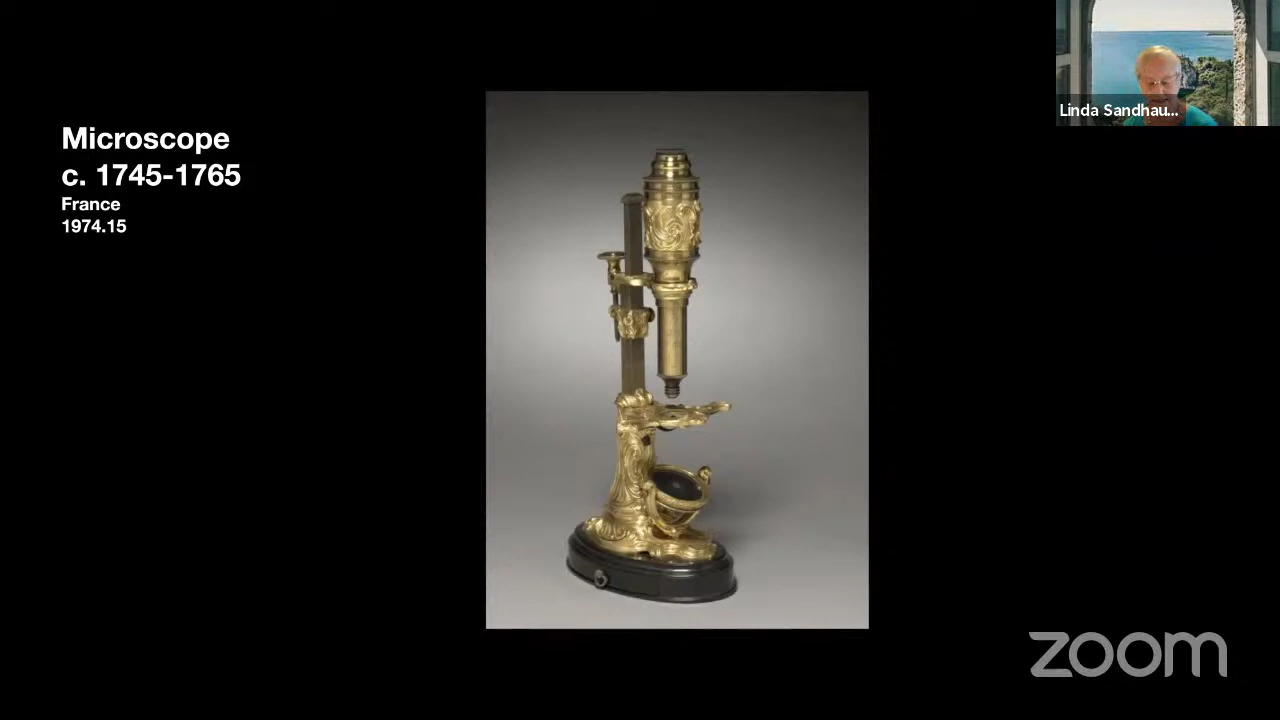 Microscope
c. 1745-1765
France
1974.15
Linda Sandhau...
zoom